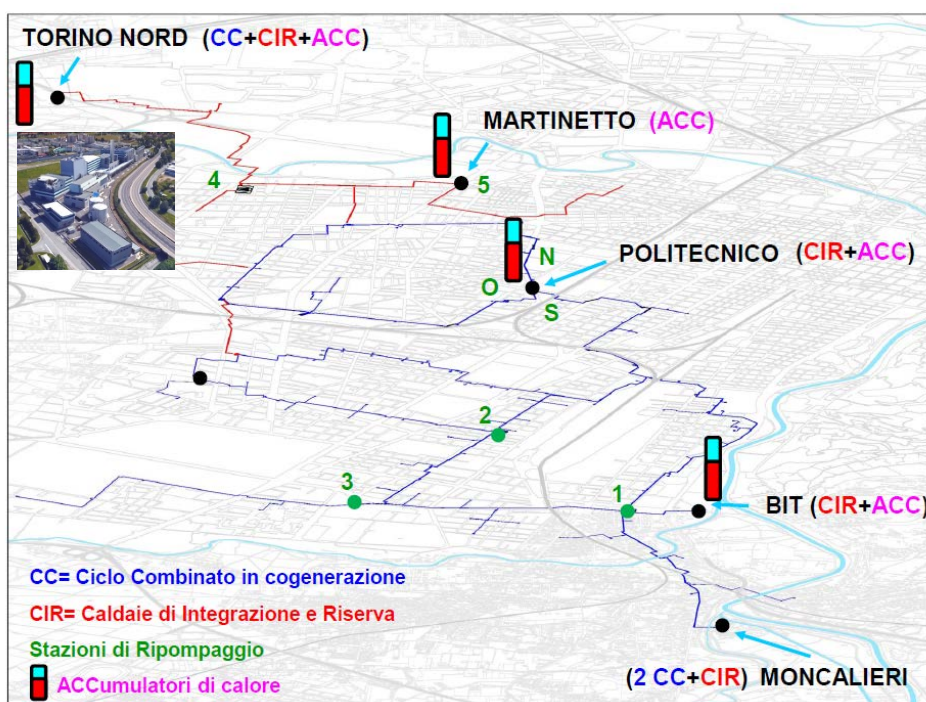 TORINO NORD (CC+CIR+ACC)
MARTINETTO (ACC)
4
5
N
POLITECNICO (CIR+ACC)
O
S
2
3
1
BIT (CIR+ACC)
CC= Ciclo Combinato in cogenerazione
CIR= Caldaie di Integrazione e Riserva
Stazioni di Ripompaggio
ACCumulatori di calore
(2 CC+CIR) MONCALIERI